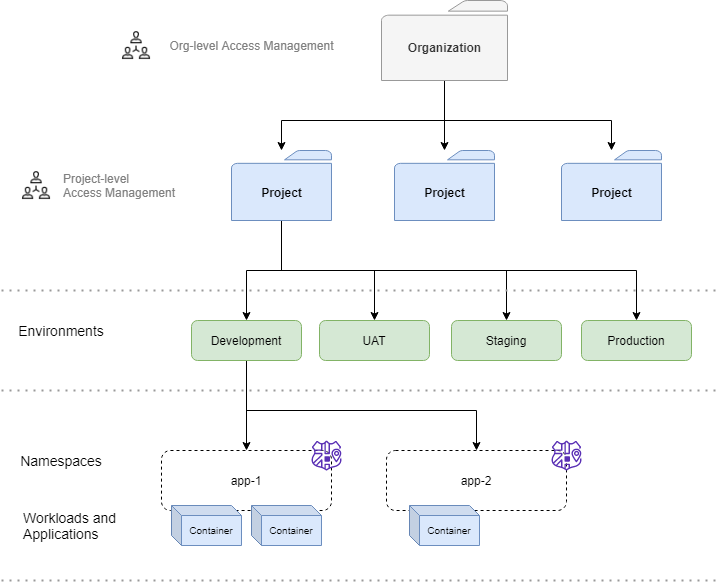 Org-level Access Management
Organization
Project-level
Access Management
Project
Project
Project
Environments
Development
UAT
Staging
Production
Namespaces
app-1
app-2
Workloads and
Applications
Container
Container
Container